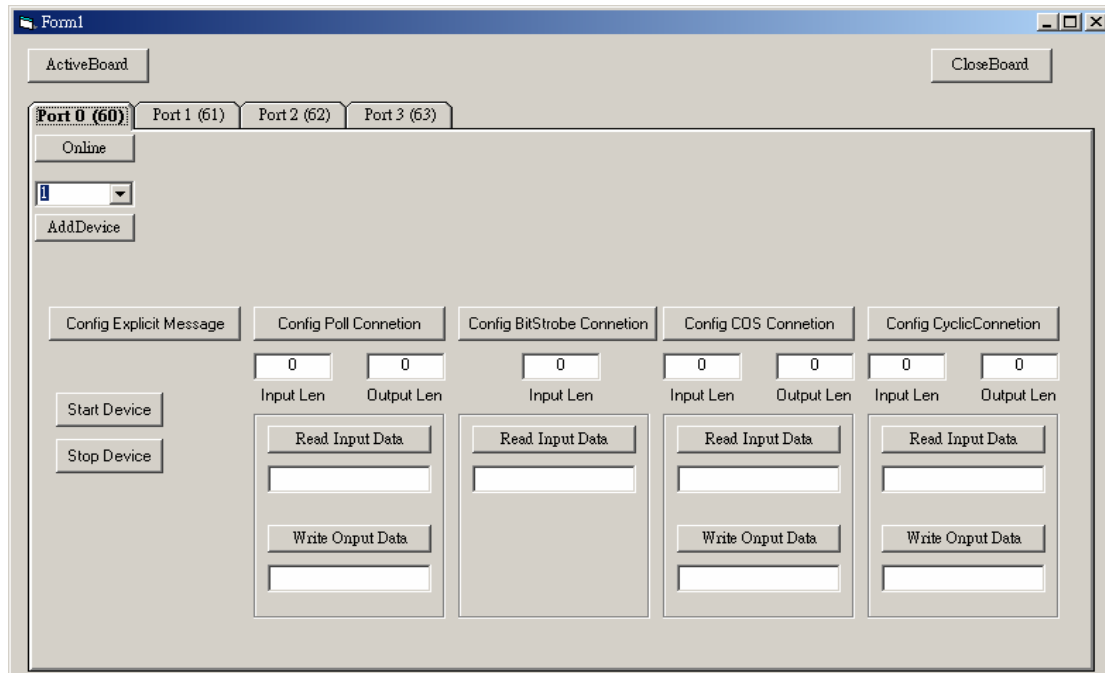 Form1
ActiveBoard CloseBoard
Port 0 (60) Port 1 (61) Port 2 (62) Port 3 (63)
Online
1
AddDevice
Config Explicit Message Config Poll Connetion Config BitStrobe Connetion Config COS Connetion Config CyclicConnetion
0 0 0 0 0 0 0
Input Len Output Len Input Len Input Len Output Len Input Len Output Len
Start Device
Read Input Data Read Input Data Read Input Data Read Input Data
Stop Device
Write Onput Data Write Onput Data Write Onput Data